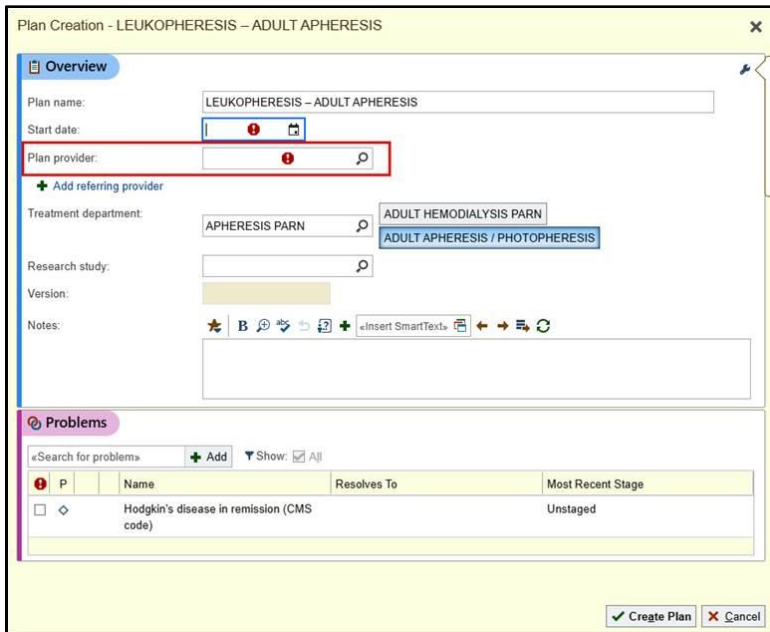 Plan Creation - LEUKOPHERESIS – ADULT APHERESIS
Overview
Plan name:
LEUKOPHERESIS – ADULT APHERESIS
Start date:
Plan provider:
Add referring provider
Treatment department:
APHERESIS PARN
ADULT HEMODIALYSIS PARN
ADULT APHERESIS / PHOTOPHERESIS
Research study:
Version:
Notes:
B
abc
«Insert SmartText»
Problems
«Search for problem»
Add
Show:
All
P
Name
Resolves To
Most Recent Stage
Hodgkin's disease in remission (CMS
code)
Unstaged
Create Plan
Cancel